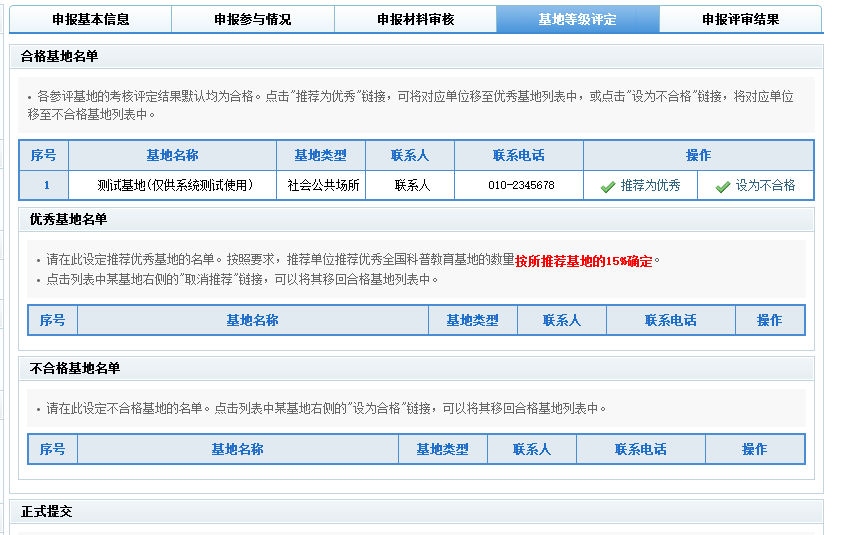 申报基本信息 申报参与情况 申报材料审核 基地等级评定 申报评审结果
合格基地名单
• 各参评基地的考核评定结果默认均为合格。点击"推荐为优秀"链接，可将对应单位移至优秀基地列表中，或点击"设为不合格"链接，将对应单位
移至不合格基地列表中。
序号 基地名称 基地类型 联系人 联系电话 操作
1 测试基地(仅供系统测试使用) 社会公共场所 联系人 010-2345678 推荐为优秀 设为不合格
优秀基地名单
• 请在此设定推荐优秀基地的名单。按照要求，推荐单位推荐优秀全国科普教育基地的数量按所推荐基地的15%确定。
• 点击列表中某基地右侧的"取消推荐"链接，可以将其移回合格基地列表中。
序号 基地名称 基地类型 联系人 联系电话 操作
不合格基地名单
• 请在此设定不合格基地的名单。点击列表中某基地右侧的"设为合格"链接，可以将其移回合格基地列表中。
序号 基地名称 基地类型 联系人 联系电话 操作
正式提交